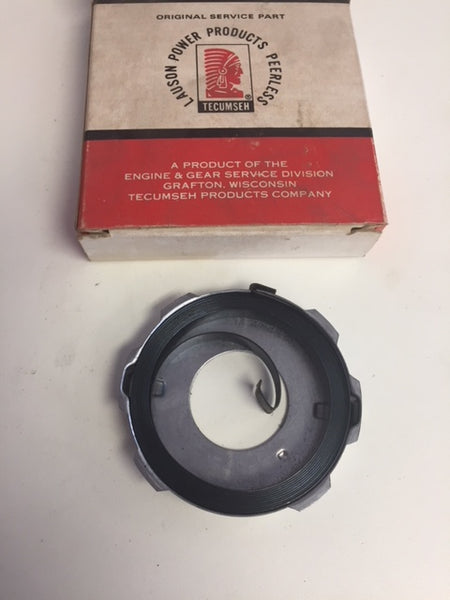 ORIGINAL SERVICE PART
LAUSON POWER PRODUCTS PEERLESS
TECUMSEH
®
A PRODUCT OF THE
ENGINE & GEAR SERVICE DIVISION
GRAFTON, WISCONSIN
TECUMSEH PRODUCTS COMPANY